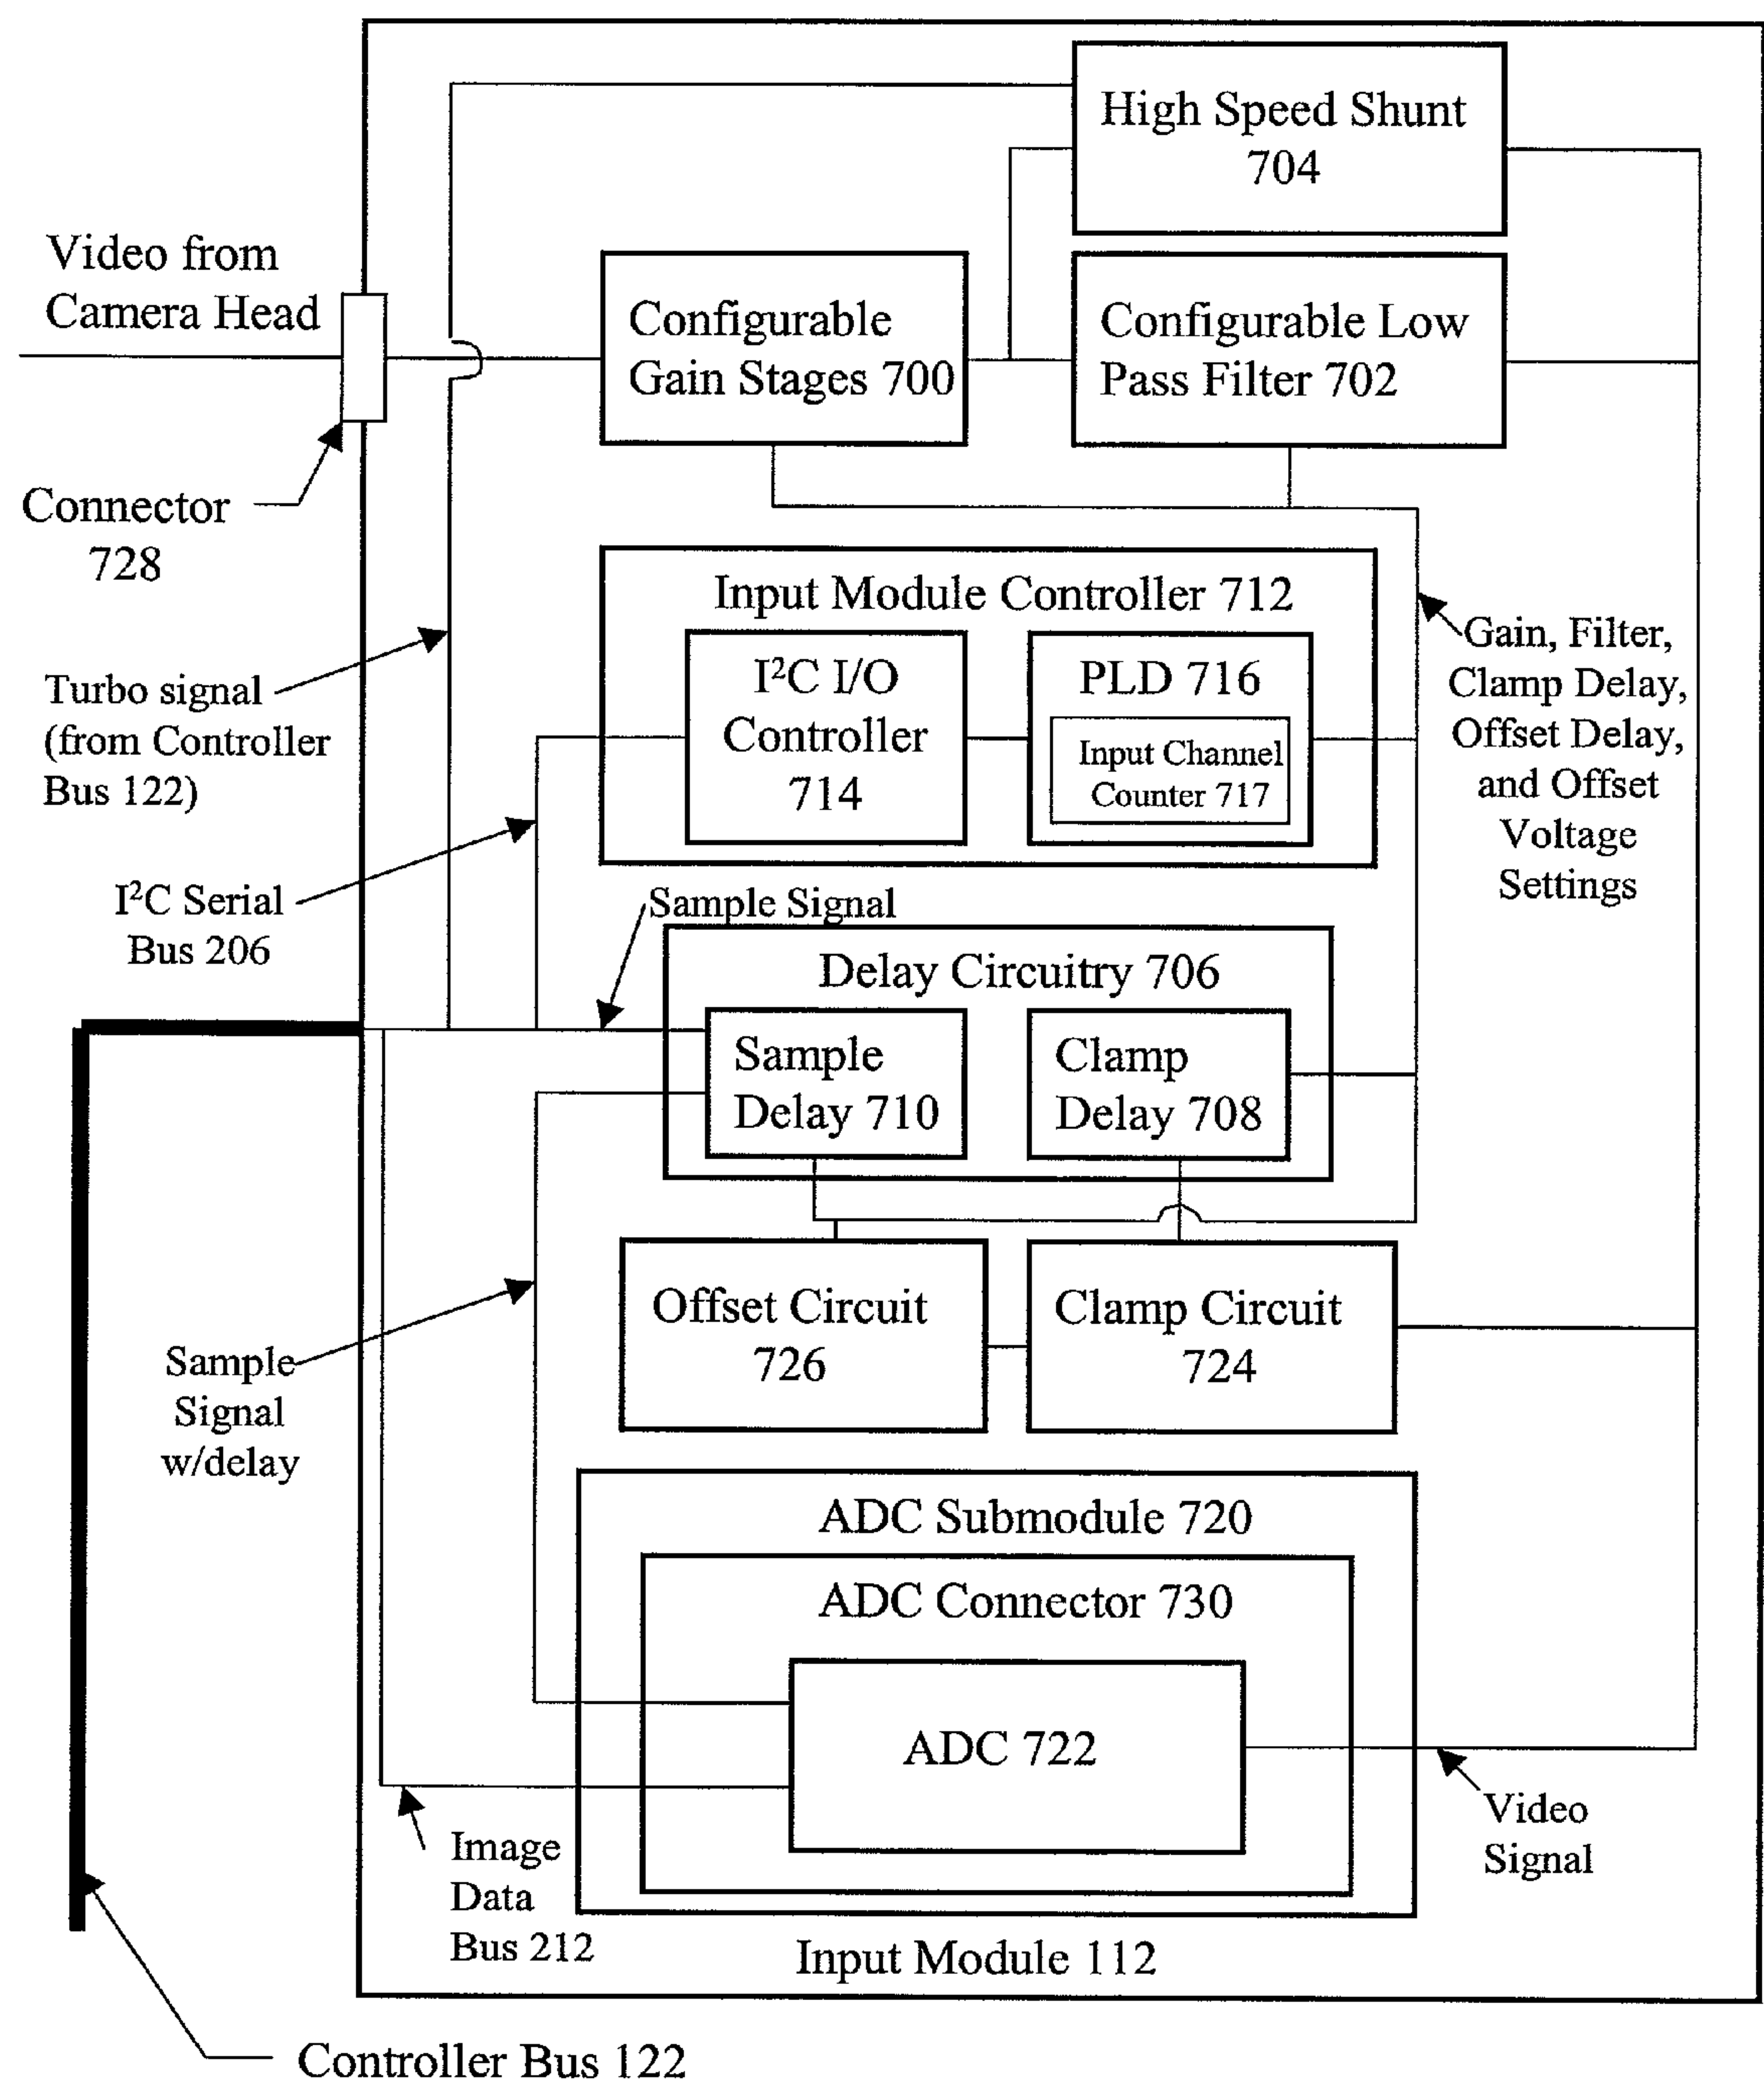 High Speed Shunt
704
Video from
Camera Head
Configurable
Gain Stages 700
Configurable Low
Pass Filter 702
Connector
728
Input Module Controller 712
I²C I/O
Controller
714
PLD 716
Input Channel
Counter 717
Gain, Filter,
Clamp Delay,
Offset Delay,
and Offset
Voltage
Settings
Turbo signal
(from Controller
Bus 122)
I²C Serial
Bus 206
Sample Signal
Delay Circuitry 706
Sample
Delay 710
Clamp
Delay 708
Offset Circuit
726
Clamp Circuit
724
Sample
Signal
w/delay
ADC Submodule 720
ADC Connector 730
ADC 722
Video
Signal
Image
Data
Bus 212
Input Module 112
Controller Bus 122